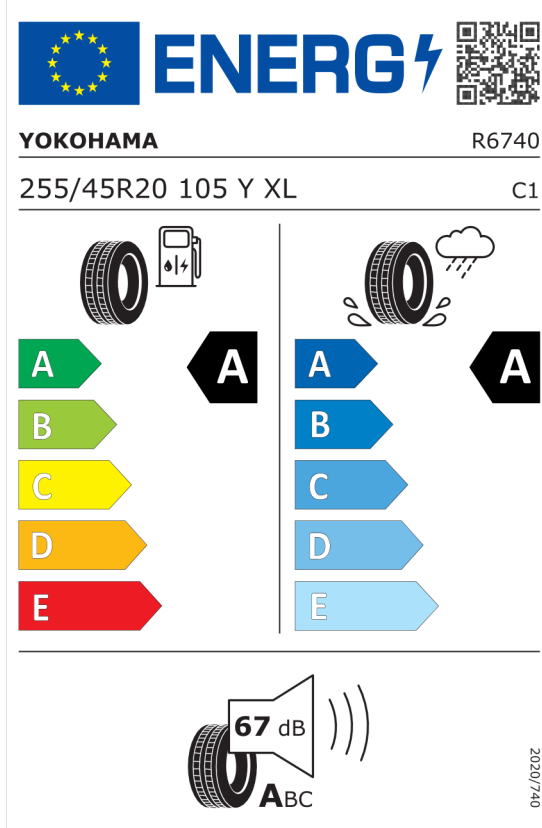 ENERG
YOKOHAMA R6740
255/45R20 105 Y XL C1
A A
A A
B B
C C
D D
E E
67 dB
ABC
2020/740